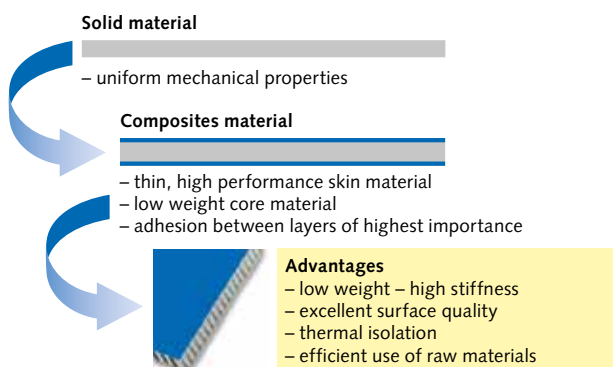 Solid material
– uniform mechanical properties
Composites material
– thin, high performance skin material
– low weight core material
– adhesion between layers of highest importance
Advantages
– low weight – high stiffness
– excellent surface quality
– thermal isolation
– efficient use of raw materials